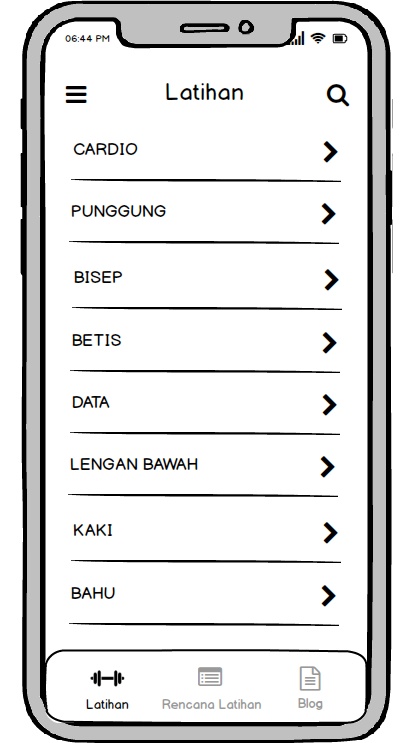 06:44 PM
Latihan
CARDIO
PUNGGUNG
BISEP
BETIS
DATA
LENGAN BAWAH
KAKI
BAHU
Latihan
Rencana Latihan
Blog